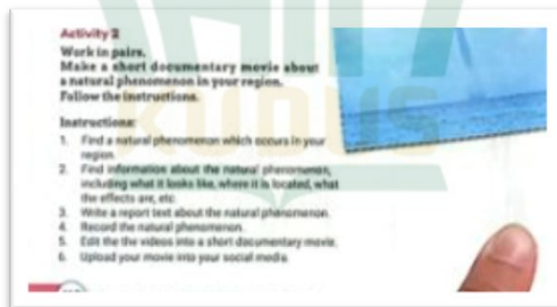 Activity 2
Work in pairs.
Make a short documentary movie about
a natural phenomenon in your region.
Follow the instructions.
Instructions:
1. Find a natural phenomenon which occurs in your
region.
2. Find information about the natural phenomenon,
including what it looks like, where it is located, what
the effects are, etc.
3. Write a report text about the natural phenomenon.
4. Record the natural phenomenon.
5. Edit the the videos into a short documentary movie.
6. Upload your movie into your social media.
KUDUS